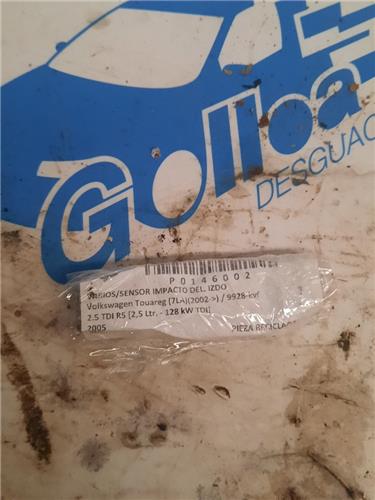 Golloa
DESGUAC
P0146002
VARIOS/SENSOR IMPACTO DEL. IZDO
Volkswagen Touareg (7LA)(2002->) / 9928-kvf
2.5 TDI R5 [2,5 Ltr. - 128 kW TDI]
2005 PIEZA RECICLAD